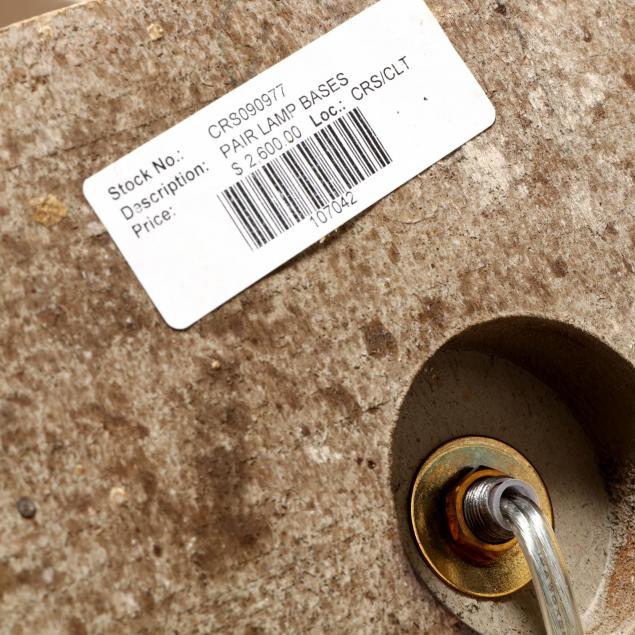 Stock No.: CRS090977
Description: PAIR LAMP BASES
Price: $ 2,600.00 Loc.: CRS/CLT
107042